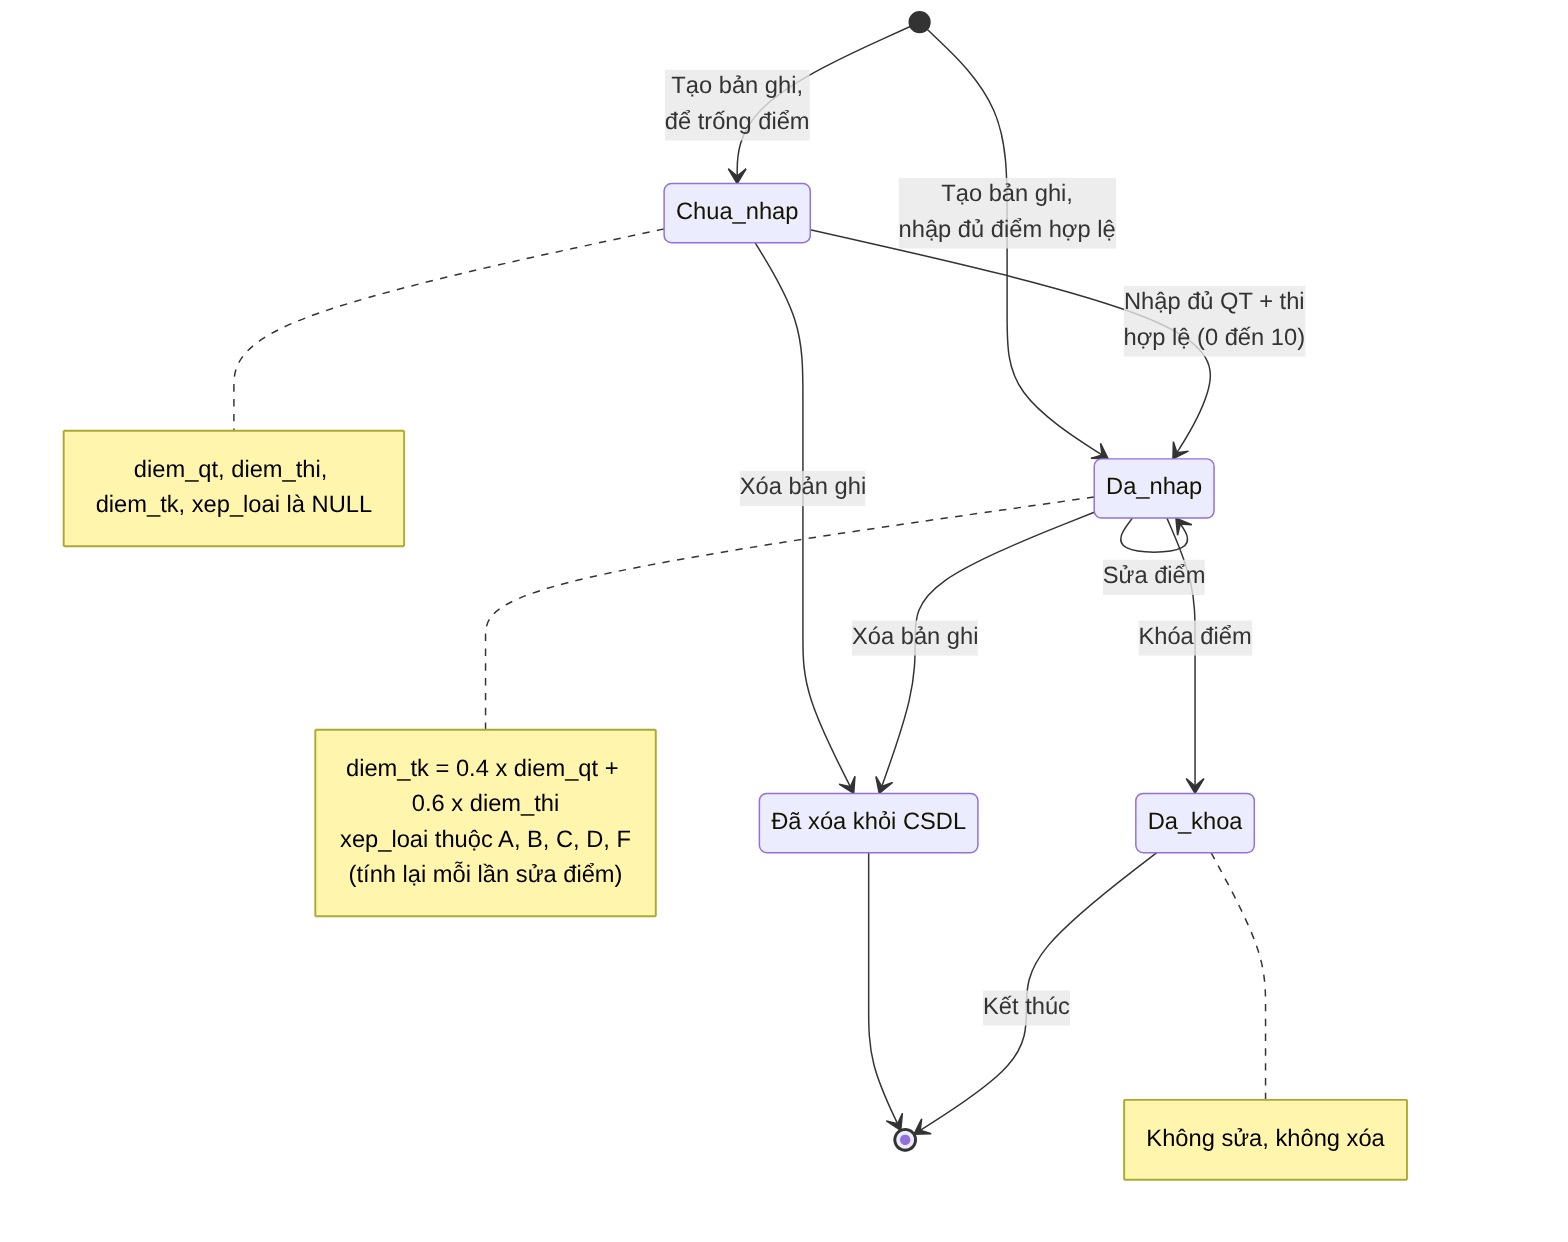 Tạo bản ghi,
để trống điểm
Tạo bản ghi,
nhập đủ điểm hợp lệ
Chua_nhap
Nhập đủ QT + thi
hợp lệ (0 đến 10)
diem_qt, diem_thi,
diem_tk, xep_loai là NULL
Xóa bản ghi
Da_nhap
Sửa điểm
Xóa bản ghi
Khóa điểm
diem_tk = 0.4 x diem_qt +
0.6 x diem_thi
xep_loai thuộc A, B, C, D, F
(tính lại mỗi lần sửa điểm)
Đã xóa khỏi CSDL
Da_khoa
Kết thúc
Không sửa, không xóa